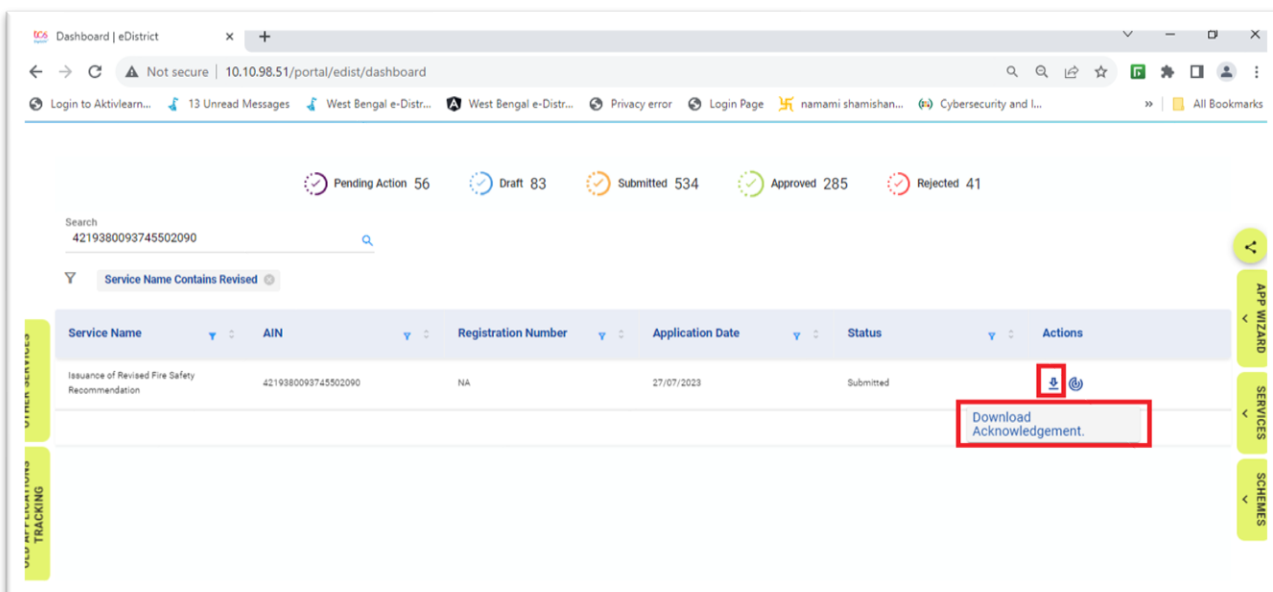 Dashboard | eDistrict
Not secure | 10.10.98.51/portal/edist/dashboard
Login to Aktivlearn... 13 Unread Messages West Bengal e-Distr... West Bengal e-Distr... Privacy error Login Page namami shamishan... Cybersecurity and I... » All Bookmarks
Pending Action 56 Draft 83 Submitted 534 Approved 285 Rejected 41
Search
4219380093745502090
Service Name Contains Revised
Service Name AIN Registration Number Application Date Status Actions
Issuance of Revised Fire Safety
Recommendation
4219380093745502090 NA 27/07/2023 Submitted
Download
Acknowledgement.
OTHER SERVICES
OLD APPLICATIONS
TRACKING
APP WIZARD
SERVICES
SCHEMES